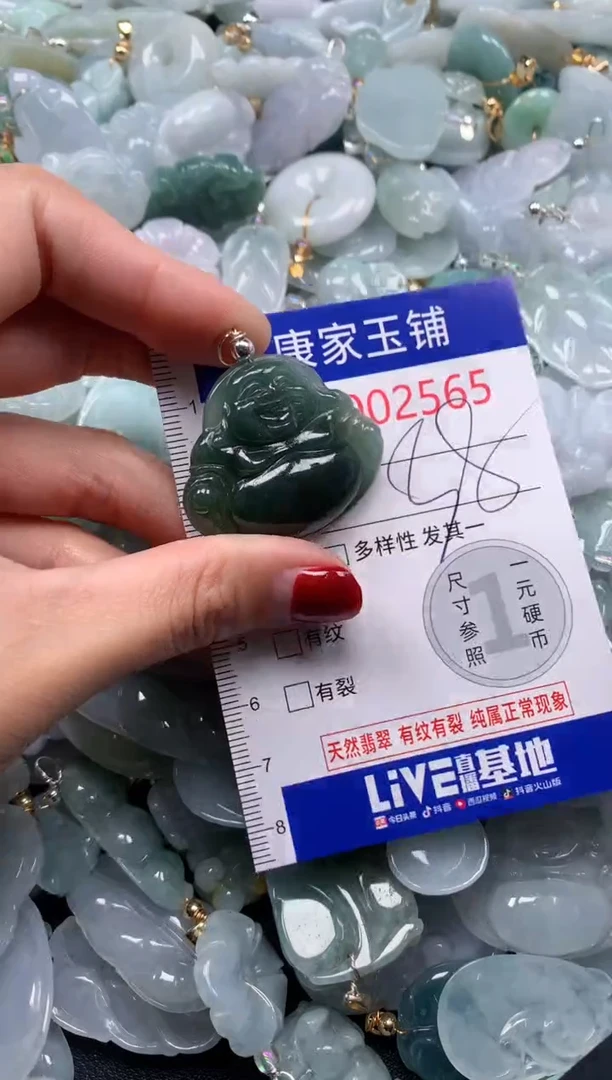 康家玉铺
002565
1
多样性 发其一
尺寸参照
1
一元硬币
5
有纹
6
有裂
天然翡翠 有纹有裂 纯属正常现象
7
LiVE直播基地
8
今日头条 抖音 西瓜视频 抖音火山版